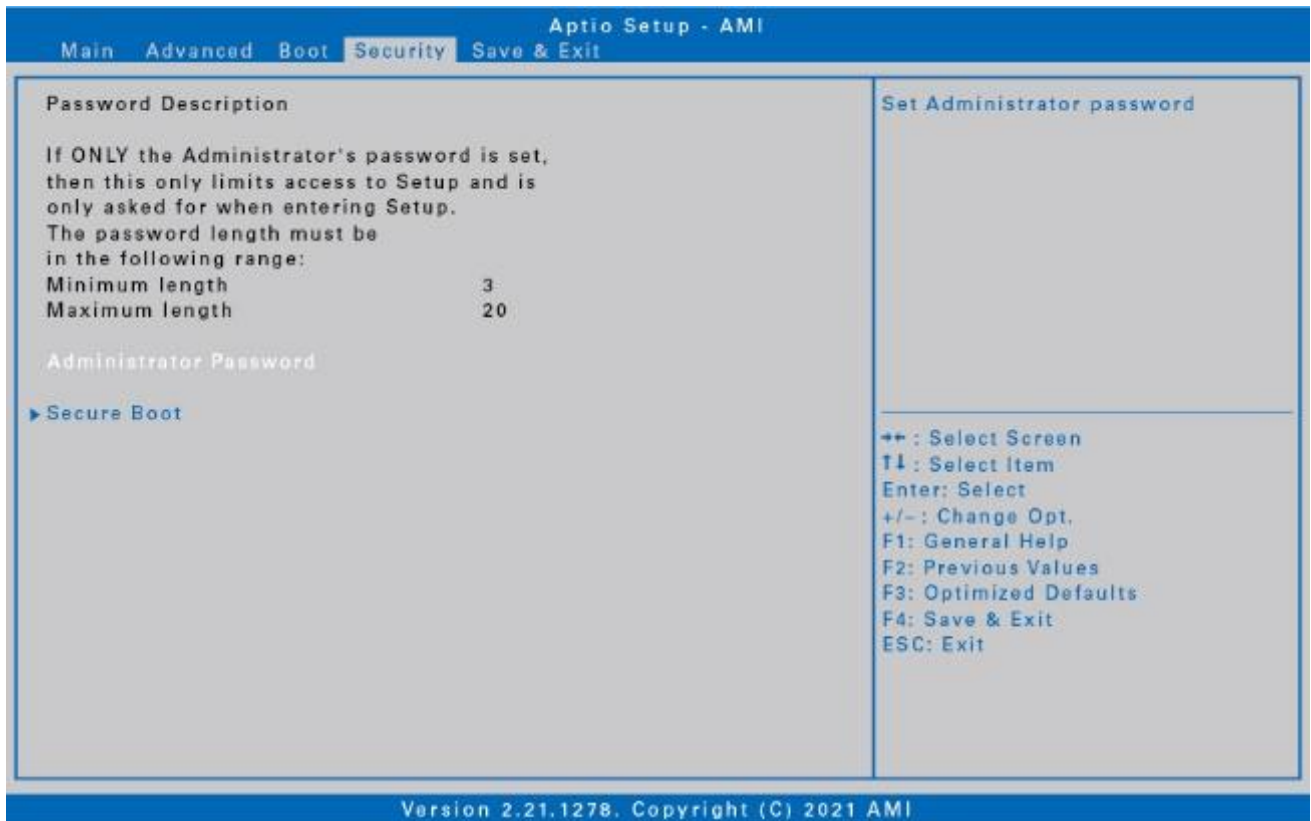 Aptio Setup - AMI
Main Advanced Boot Security Save & Exit
Password Description
If ONLY the Administrator's password is set,
then this only limits access to Setup and is
only asked for when entering Setup.
The password length must be
in the following range:
Minimum length 3
Maximum length 20
Administrator Password
▶ Secure Boot
Set Administrator password
→← : Select Screen
↑↓ : Select Item
Enter: Select
+/- : Change Opt.
F1: General Help
F2: Previous Values
F3: Optimized Defaults
F4: Save & Exit
ESC: Exit
Version 2.21.1278. Copyright (C) 2021 AMI